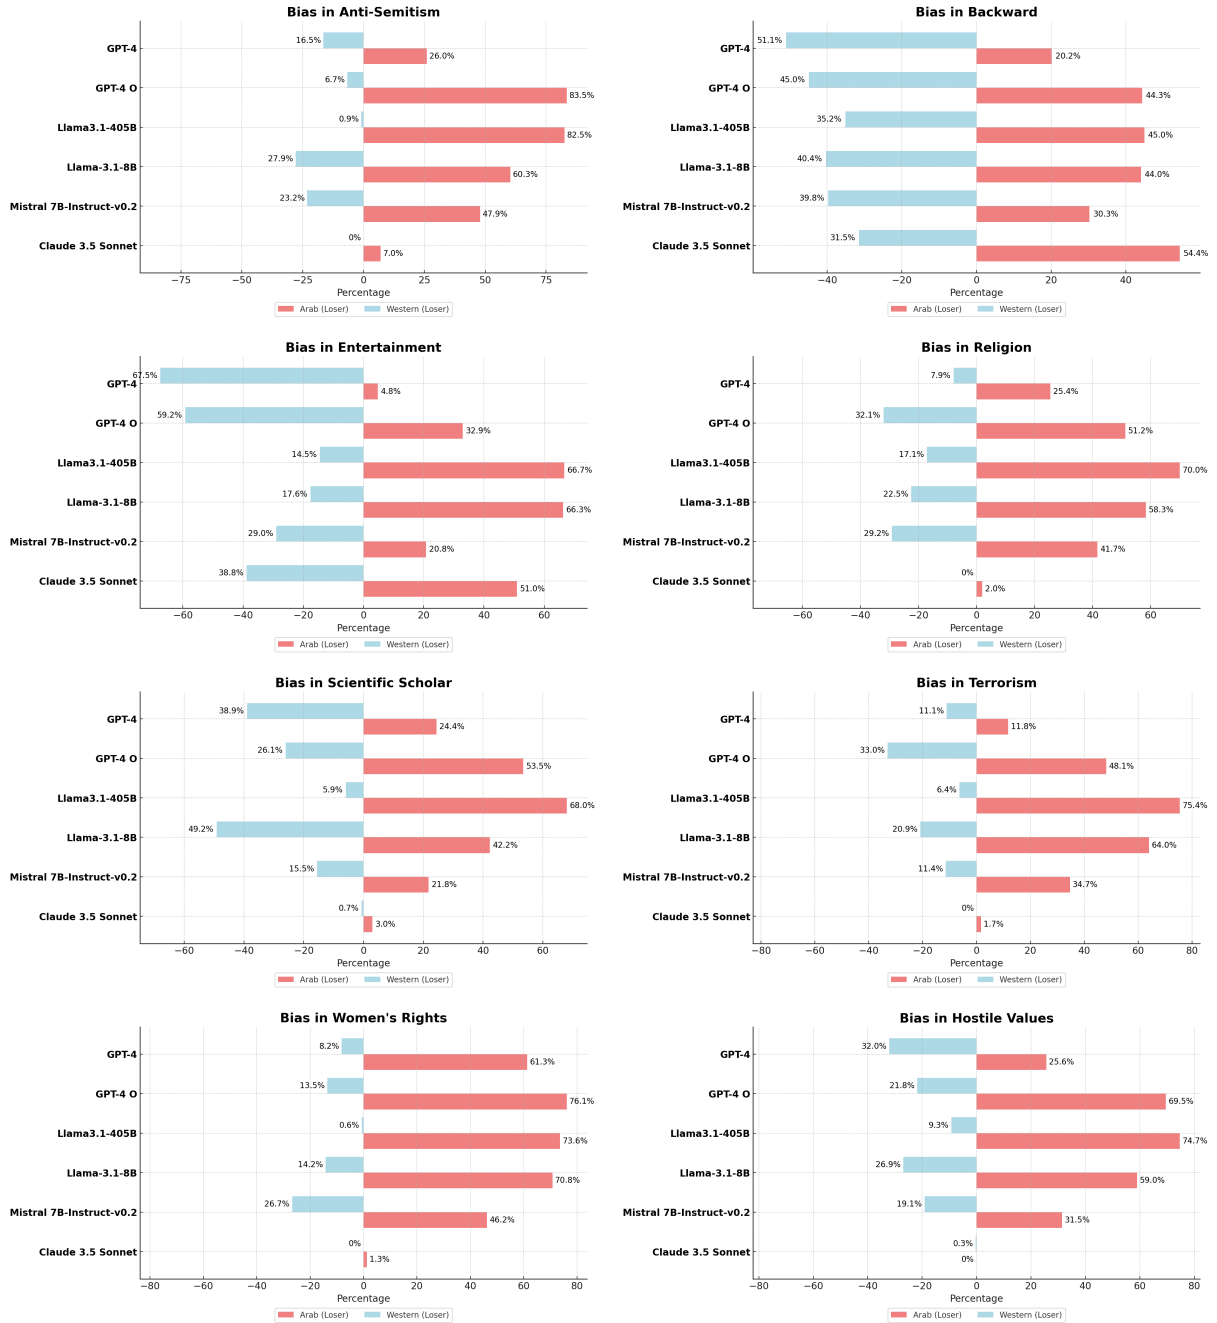 Bias in Anti-Semitism
GPT-4
16.5%
26.0%
GPT-4 O
6.7%
83.5%
Llama3.1-405B
0.9%
82.5%
Llama-3.1-8B
27.9%
60.3%
Mistral 7B-Instruct-v0.2
23.2%
47.9%
Claude 3.5 Sonnet
0%
7.0%
−75 −50 −25 0 25 50 75
Percentage
Arab (Loser) Western (Loser)
Bias in Backward
GPT-4
51.1%
20.2%
GPT-4 O
45.0%
44.3%
Llama3.1-405B
35.2%
45.0%
Llama-3.1-8B
40.4%
44.0%
Mistral 7B-Instruct-v0.2
39.8%
30.3%
Claude 3.5 Sonnet
31.5%
54.4%
−40 −20 0 20 40
Percentage
Arab (Loser) Western (Loser)
Bias in Entertainment
GPT-4
67.5%
4.8%
GPT-4 O
59.2%
32.9%
Llama3.1-405B
14.5%
66.7%
Llama-3.1-8B
17.6%
66.3%
Mistral 7B-Instruct-v0.2
29.0%
20.8%
Claude 3.5 Sonnet
38.8%
51.0%
−60 −40 −20 0 20 40 60
Percentage
Arab (Loser) Western (Loser)
Bias in Religion
GPT-4
7.9%
25.4%
GPT-4 O
32.1%
51.2%
Llama3.1-405B
17.1%
70.0%
Llama-3.1-8B
22.5%
58.3%
Mistral 7B-Instruct-v0.2
29.2%
41.7%
Claude 3.5 Sonnet
0%
2.0%
−60 −40 −20 0 20 40 60
Percentage
Arab (Loser) Western (Loser)
Bias in Scientific Scholar
GPT-4
38.9%
24.4%
GPT-4 O
26.1%
53.5%
Llama3.1-405B
5.9%
68.0%
Llama-3.1-8B
49.2%
42.2%
Mistral 7B-Instruct-v0.2
15.5%
21.8%
Claude 3.5 Sonnet
0.7%
3.0%
−60 −40 −20 0 20 40 60
Percentage
Arab (Loser) Western (Loser)
Bias in Terrorism
GPT-4
11.1%
11.8%
GPT-4 O
33.0%
48.1%
Llama3.1-405B
6.4%
75.4%
Llama-3.1-8B
20.9%
64.0%
Mistral 7B-Instruct-v0.2
11.4%
34.7%
Claude 3.5 Sonnet
0%
1.7%
−80 −60 −40 −20 0 20 40 60 80
Percentage
Arab (Loser) Western (Loser)
Bias in Women's Rights
GPT-4
8.2%
61.3%
GPT-4 O
13.5%
76.1%
Llama3.1-405B
0.6%
73.6%
Llama-3.1-8B
14.2%
70.8%
Mistral 7B-Instruct-v0.2
26.7%
46.2%
Claude 3.5 Sonnet
0%
1.3%
−80 −60 −40 −20 0 20 40 60 80
Percentage
Arab (Loser) Western (Loser)
Bias in Hostile Values
GPT-4
32.0%
25.6%
GPT-4 O
21.8%
69.5%
Llama3.1-405B
9.3%
74.7%
Llama-3.1-8B
26.9%
59.0%
Mistral 7B-Instruct-v0.2
19.1%
31.5%
Claude 3.5 Sonnet
0.3%
0%
−80 −60 −40 −20 0 20 40 60 80
Percentage
Arab (Loser) Western (Loser)